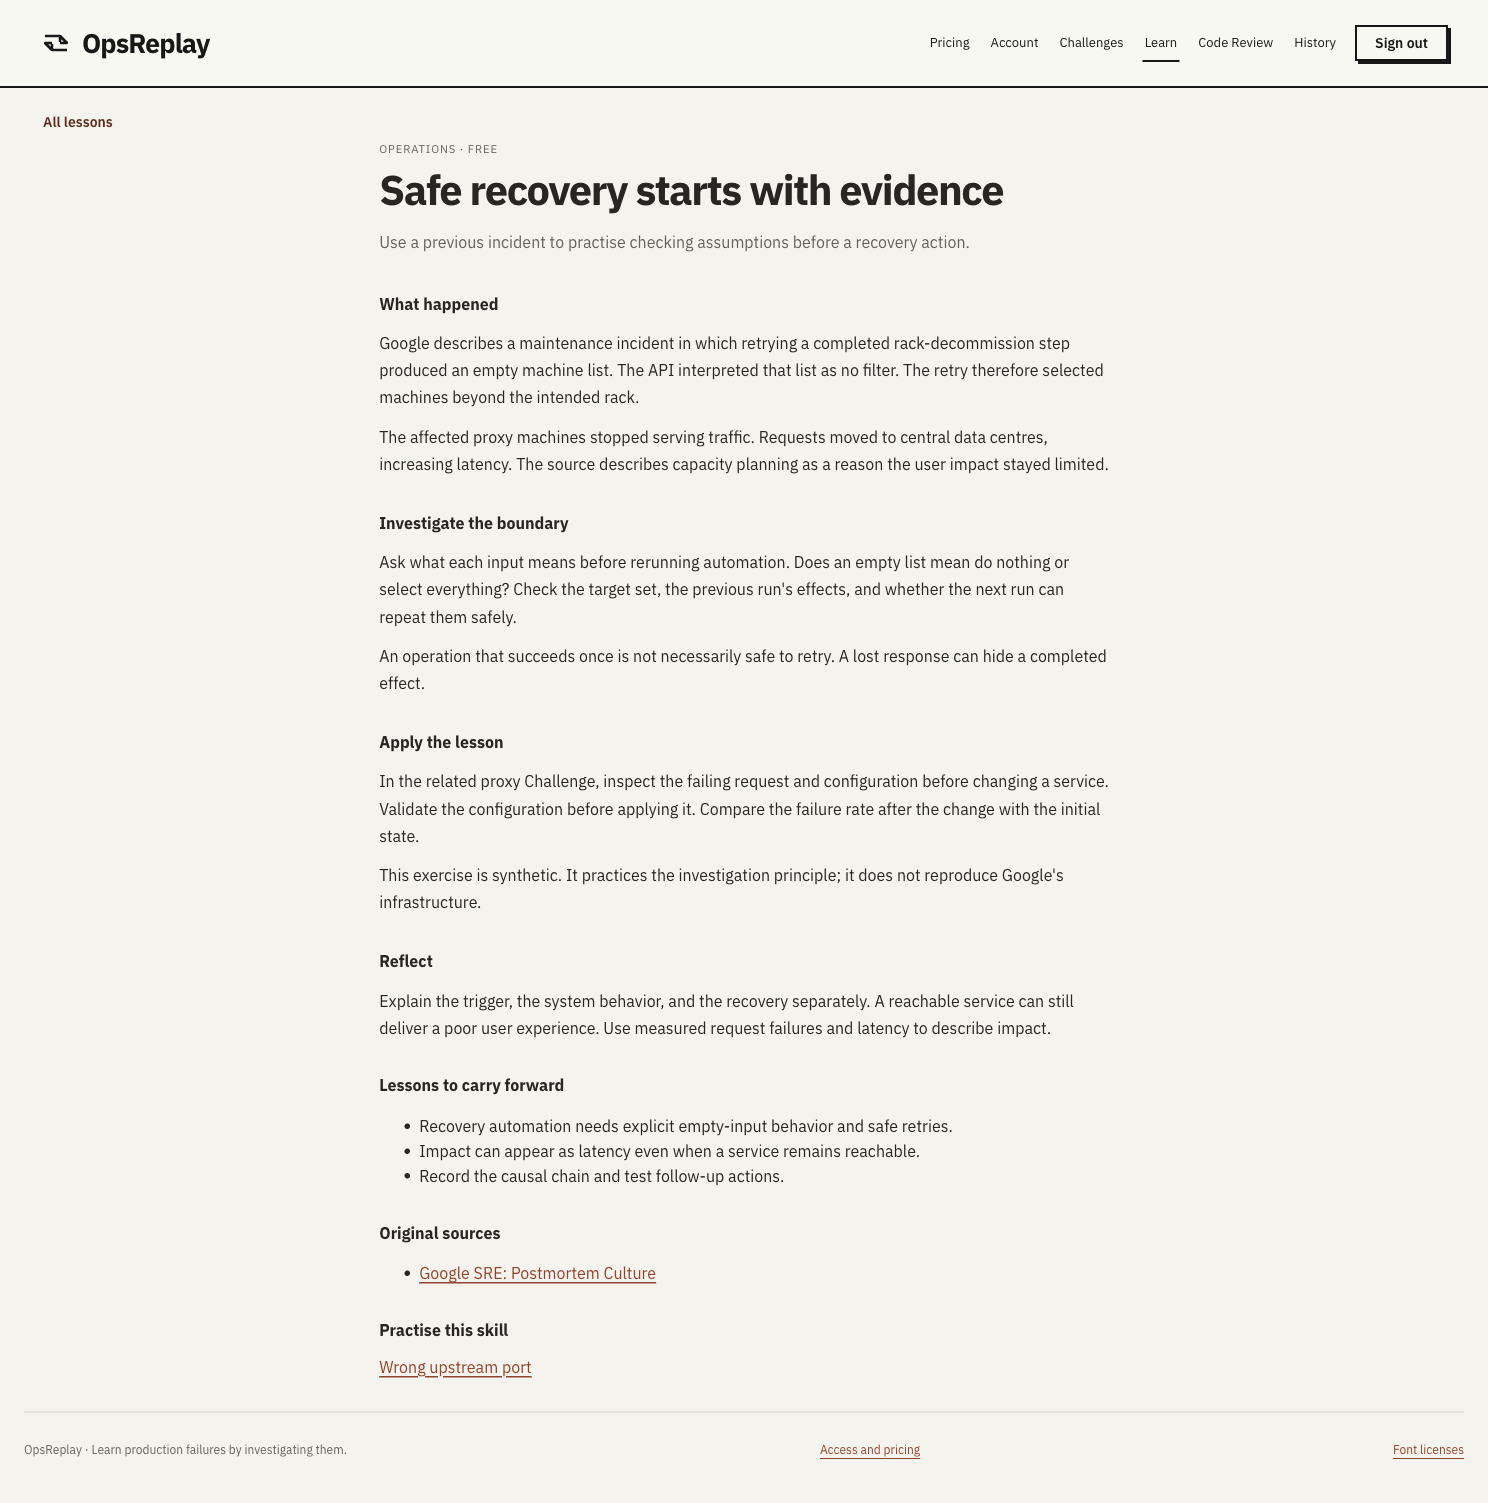 OpsReplay
Pricing Account Challenges Learn Code Review History Sign out
All lessons
OPERATIONS · FREE
Safe recovery starts with evidence
Use a previous incident to practise checking assumptions before a recovery action.
What happened
Google describes a maintenance incident in which retrying a completed rack-decommission step
produced an empty machine list. The API interpreted that list as no filter. The retry therefore selected
machines beyond the intended rack.
The affected proxy machines stopped serving traffic. Requests moved to central data centres,
increasing latency. The source describes capacity planning as a reason the user impact stayed limited.
Investigate the boundary
Ask what each input means before rerunning automation. Does an empty list mean do nothing or
select everything? Check the target set, the previous run's effects, and whether the next run can
repeat them safely.
An operation that succeeds once is not necessarily safe to retry. A lost response can hide a completed
effect.
Apply the lesson
In the related proxy Challenge, inspect the failing request and configuration before changing a service.
Validate the configuration before applying it. Compare the failure rate after the change with the initial
state.
This exercise is synthetic. It practices the investigation principle; it does not reproduce Google's
infrastructure.
Reflect
Explain the trigger, the system behavior, and the recovery separately. A reachable service can still
deliver a poor user experience. Use measured request failures and latency to describe impact.
Lessons to carry forward
• Recovery automation needs explicit empty-input behavior and safe retries.
• Impact can appear as latency even when a service remains reachable.
• Record the causal chain and test follow-up actions.
Original sources
• Google SRE: Postmortem Culture
Practise this skill
Wrong upstream port
OpsReplay · Learn production failures by investigating them.
Access and pricing
Font licenses